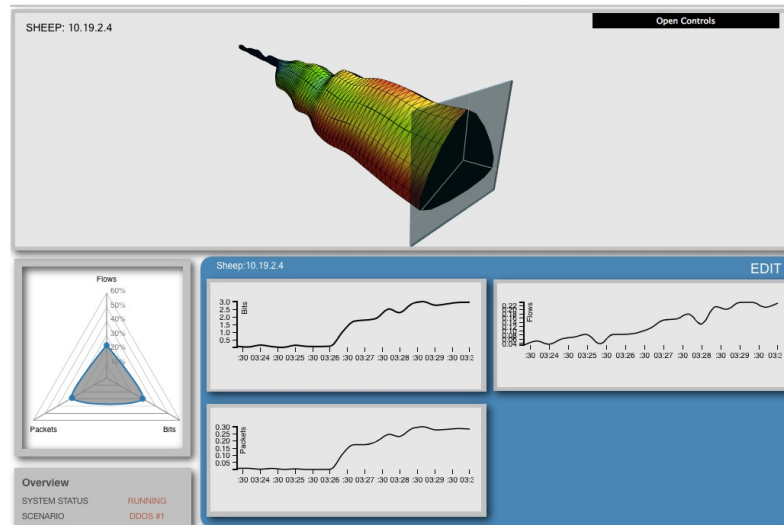 SHEEP: 10.19.2.4
Open Controls
Flows
60%
50%
40%
30%
20%
Packets
Bits
Sheep:10.19.2.4
EDIT
Bits
3.0
2.5
2.0
1.5
1.0
0.5
:30 03:24 :30 03:25 :30 03:26 :30 03:27 :30 03:28 :30 03:29 :30
Flows
0.22
0.04
:30 03:24 :30 03:25 :30 03:26 :30 03:27 :30 03:28 :30 03:29 :30
Packets
0.30
0.25
0.20
0.15
0.10
0.05
:30 03:24 :30 03:25 :30 03:26 :30 03:27 :30 03:28 :30 03:29 :30
Overview
SYSTEM STATUS RUNNING
SCENARIO DDOS #1